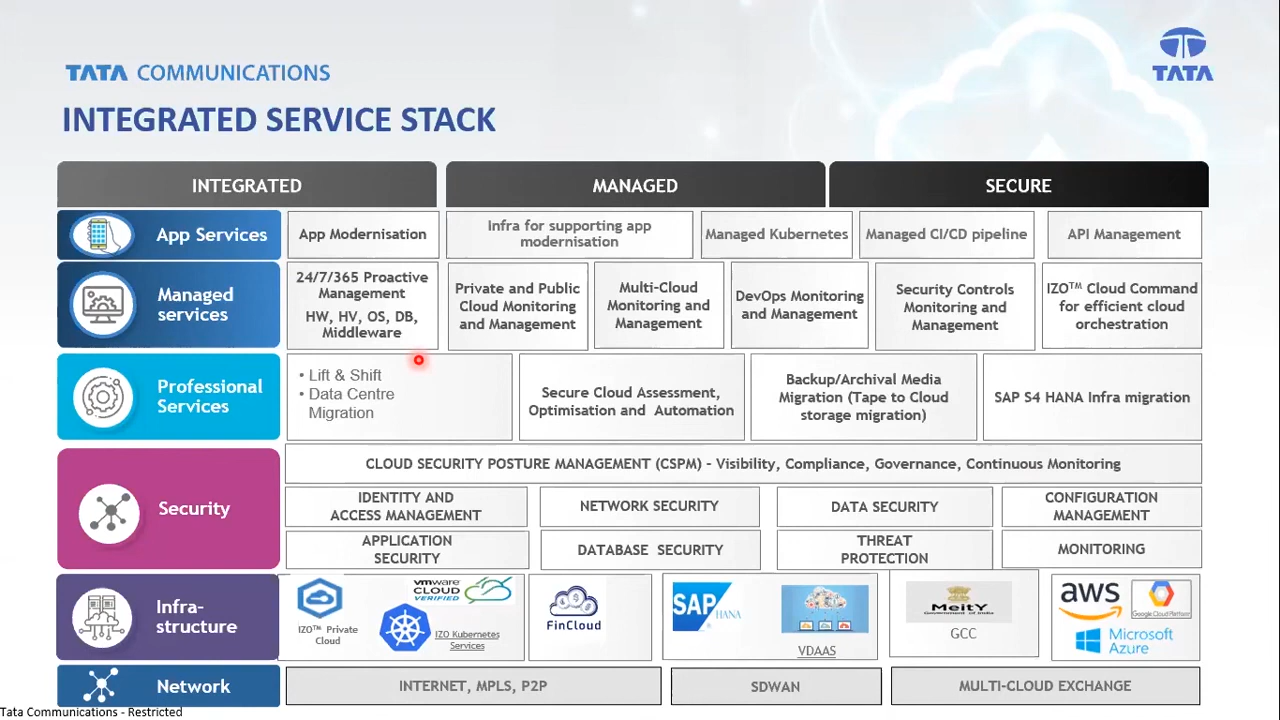 TATA COMMUNICATIONS
TATA
INTEGRATED SERVICE STACK
INTEGRATED
MANAGED
SECURE
App Services
App Modernisation
Infra for supporting app
modernisation
Managed Kubernetes
Managed CI/CD pipeline
API Management
Managed
services
24/7/365 Proactive
Management
HW, HV, OS, DB,
Middleware
Private and Public
Cloud Monitoring
and Management
Multi-Cloud
Monitoring and
Management
DevOps Monitoring
and Management
Security Controls
Monitoring and
Management
IZO™ Cloud Command
for efficient cloud
orchestration
Professional
Services
• Lift & Shift
• Data Centre
Migration
Secure Cloud Assessment,
Optimisation and Automation
Backup/Archival Media
Migration (Tape to Cloud
storage migration)
SAP S4 HANA Infra migration
Security
CLOUD SECURITY POSTURE MANAGEMENT (CSPM) – Visibility, Compliance, Governance, Continuous Monitoring
IDENTITY AND
ACCESS MANAGEMENT
NETWORK SECURITY
DATA SECURITY
CONFIGURATION
MANAGEMENT
APPLICATION
SECURITY
DATABASE SECURITY
THREAT
PROTECTION
MONITORING
Infra-
structure
IZO™ Private
Cloud
vmware
CLOUD
VERIFIED
IZO Kubernetes
Services
FinCloud
SAP HANA
VDAAS
MeitY
Government of India
GCC
aws
Google Cloud Platform
Microsoft
Azure
Network
INTERNET, MPLS, P2P
SDWAN
MULTI-CLOUD EXCHANGE
Tata Communications - Restricted